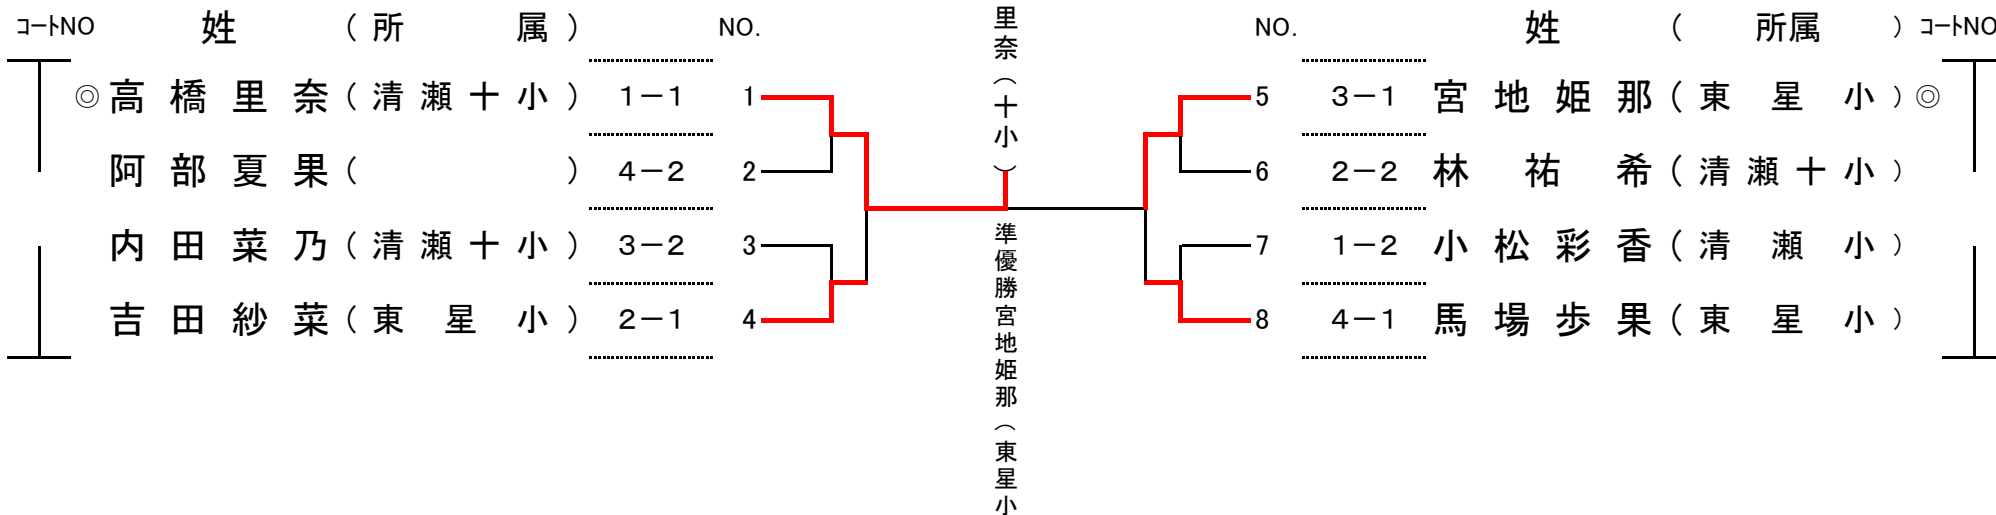 コートNO 姓 （所 属） NO.
◎ 高橋里奈（清瀬十小） 1－1 1
阿部夏果（ ） 4－2 2
内田菜乃（清瀬十小） 3－2 3
吉田紗菜（東星小） 2－1 4
里奈（十小）
準優勝宮地姫那（東星小
NO. 姓 （ 所属 ） コートNO
5 3－1 宮地姫那（東星小）◎
6 2－2 林祐希（清瀬十小）
7 1－2 小松彩香（清瀬小）
8 4－1 馬場歩果（東星小）